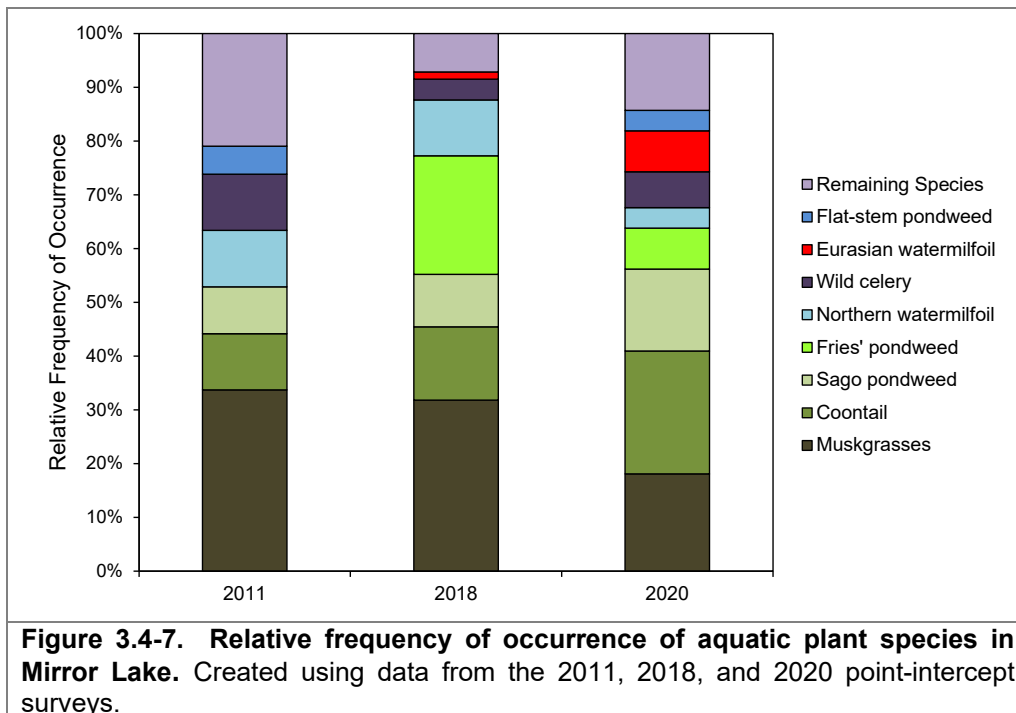 100%
90%
80%
70%
60%
50%
40%
30%
20%
10%
0%
Relative Frequency of Occurrence
2011 2018 2020
Remaining Species
Flat-stem pondweed
Eurasian watermilfoil
Wild celery
Northern watermilfoil
Fries' pondweed
Sago pondweed
Coontail
Muskgrasses
Figure 3.4-7. Relative frequency of occurrence of aquatic plant species in
Mirror Lake. Created using data from the 2011, 2018, and 2020 point-intercept
surveys.